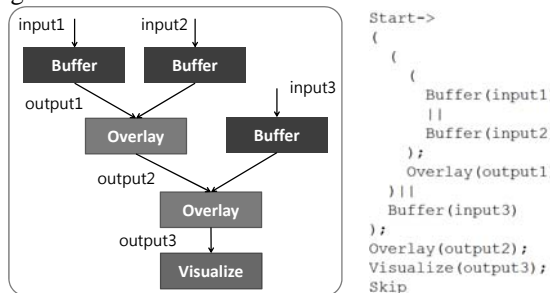 input1
input2
Buffer
Buffer
input3
output1
Overlay
Buffer
output2
Overlay
output3
Visualize
Start->
(
(
(
Buffer(input1
||
Buffer(input2
);
Overlay(output1
)||
Buffer(input3)
);
Overlay(output2);
Visualize(output3);
Skip